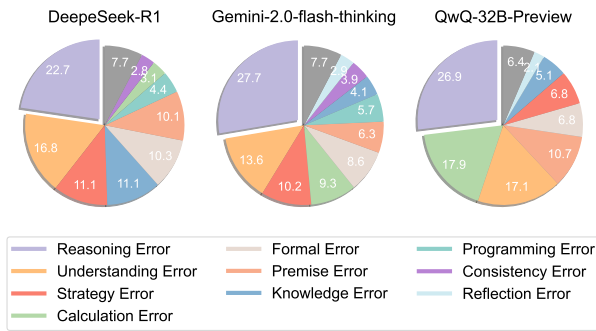 DeepeSeek-R1
Gemini-2.0-flash-thinking
QwQ-32B-Preview
22.7
7.7
2.8
3.1
4.4
10.1
10.3
11.1
11.1
16.8
27.7
7.7
2.9
3.9
4.1
5.7
6.3
8.6
9.3
10.2
13.6
26.9
6.4
2.1
5.1
6.8
6.8
10.7
17.1
17.9
Reasoning Error
Formal Error
Programming Error
Understanding Error
Premise Error
Consistency Error
Strategy Error
Knowledge Error
Reflection Error
Calculation Error